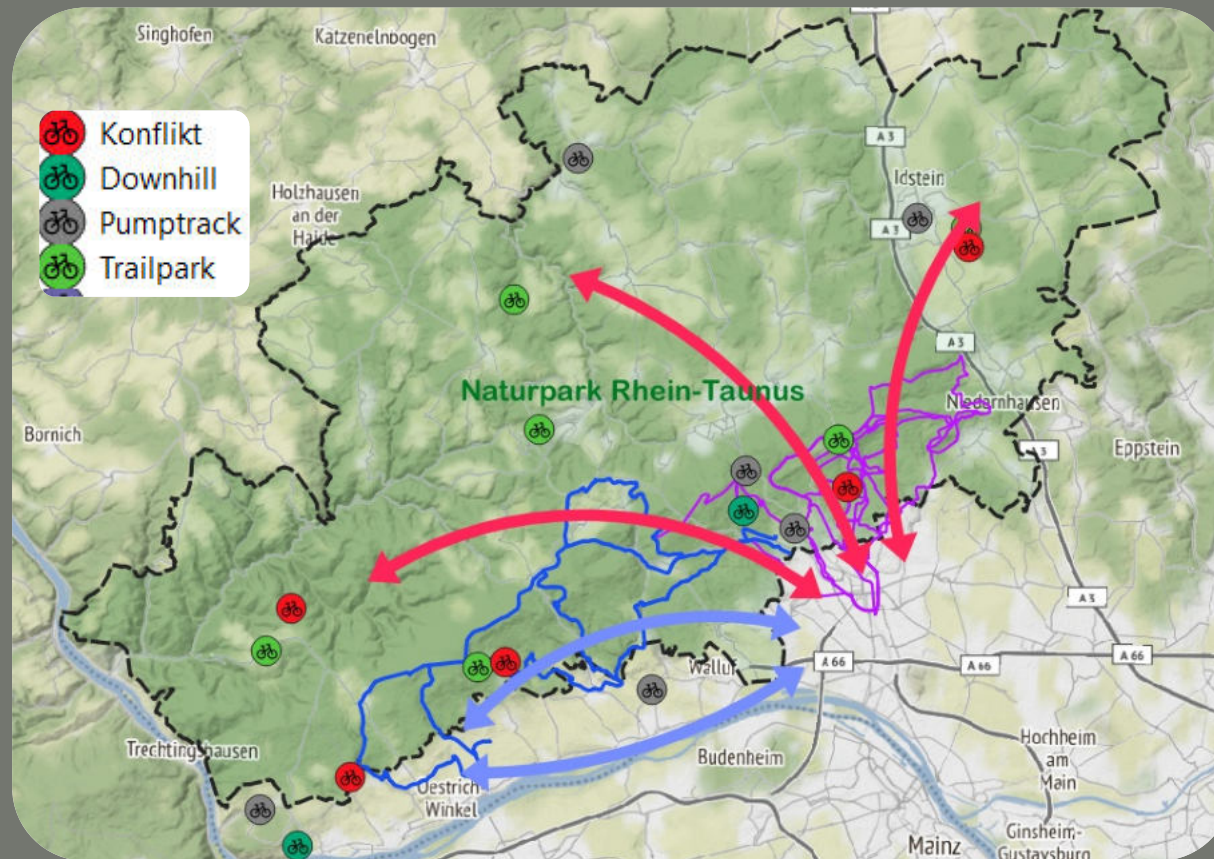 Singhofen
Katzenelnbogen
Konflikt
Downhill
Pumptrack
Trailpark
A 3
Idstein
A 3
Holzhausen
an der
Haide
A 3
Naturpark Rhein-Taunus
Niedernhausen
Bornich
A 3
Eppstein
A 3
Walluf
A 66
A 66
A 66
Trechtingshausen
Budenheim
Hochheim
am
Main
Oestrich
Winkel
Mainz
Ginsheim-
Gustavsburg